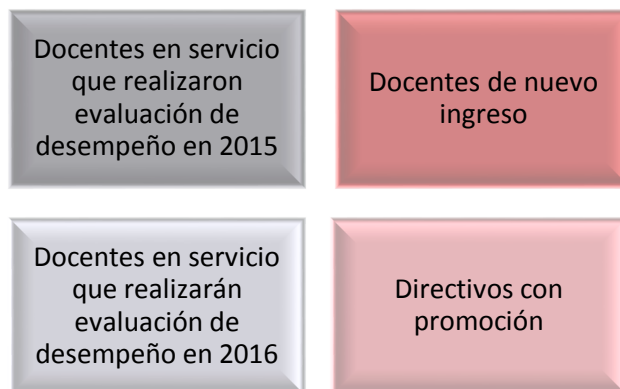 Docentes en servicio
que realizaron
evaluación de
desempeño en 2015
Docentes de nuevo
ingreso
Docentes en servicio
que realizarán
evaluación de
desempeño en 2016
Directivos con
promoción